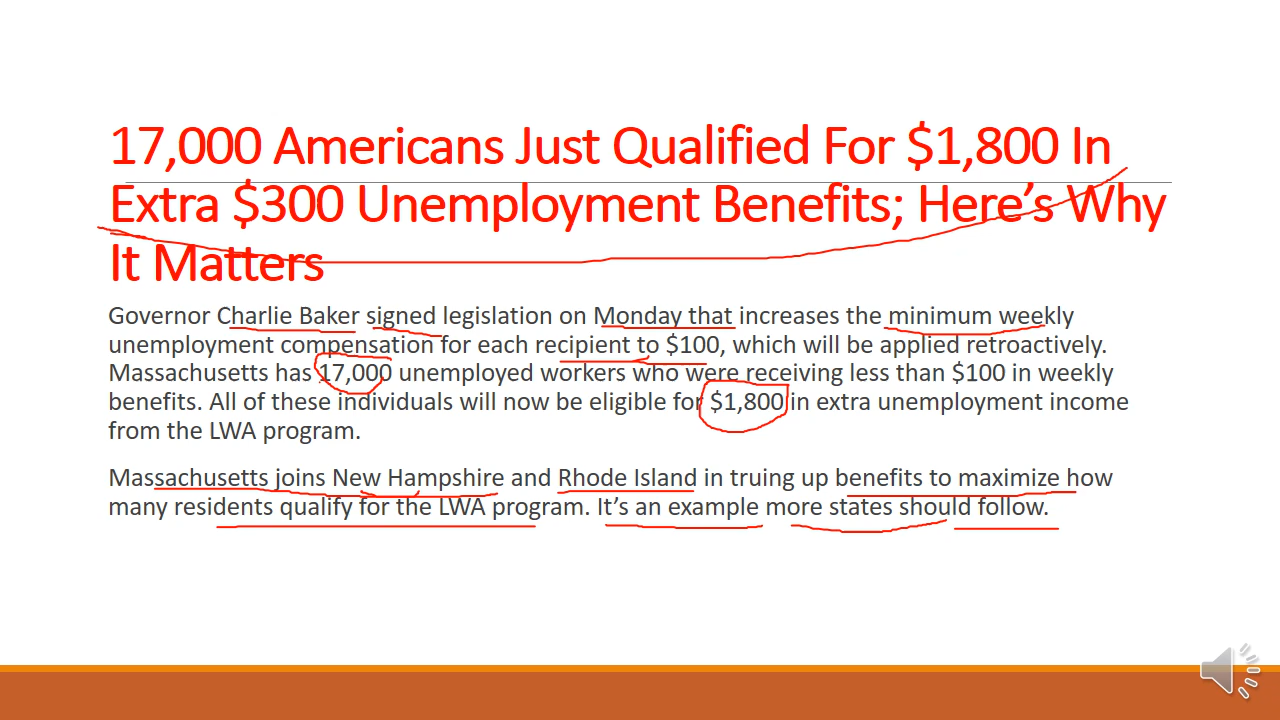 17,000 Americans Just Qualified For $1,800 In
Extra $300 Unemployment Benefits; Here’s Why
It Matters
Governor Charlie Baker signed legislation on Monday that increases the minimum weekly
unemployment compensation for each recipient to $100, which will be applied retroactively.
Massachusetts has 17,000 unemployed workers who were receiving less than $100 in weekly
benefits. All of these individuals will now be eligible for $1,800 in extra unemployment income
from the LWA program.
Massachusetts joins New Hampshire and Rhode Island in truing up benefits to maximize how
many residents qualify for the LWA program. It’s an example more states should follow.